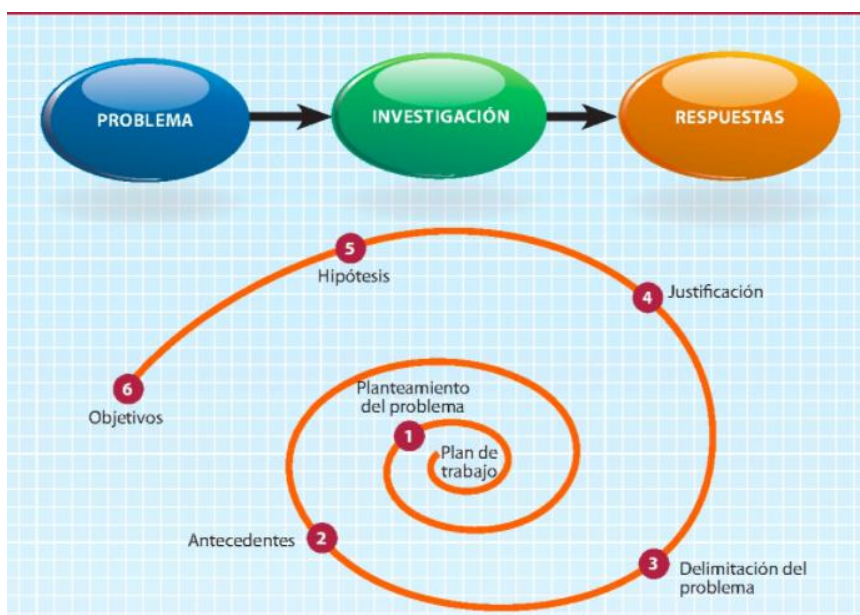 PROBLEMA
INVESTIGACIÓN
RESPUESTAS
5
Hipótesis
4
Justificación
6
Objetivos
Planteamiento
del problema
1
Plan de
trabajo
Antecedentes
2
3
Delimitación del
problema